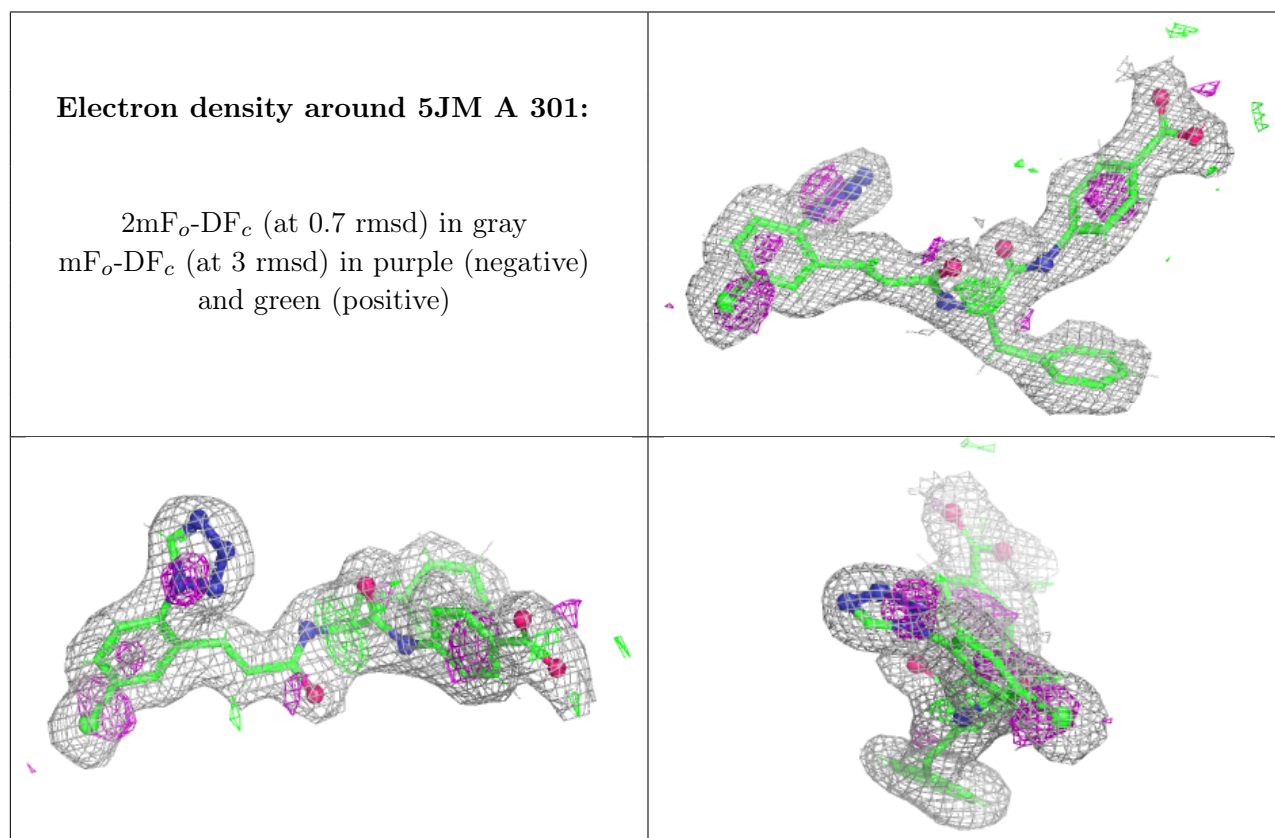 Electron density around 5JM A 301:
2mFo-DFc (at 0.7 rmsd) in gray
mFo-DFc (at 3 rmsd) in purple (negative)
and green (positive)